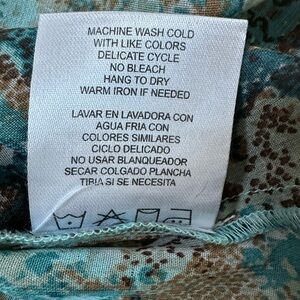 MACHINE WASH COLD
WITH LIKE COLORS
DELICATE CYCLE
NO BLEACH
HANG TO DRY
WARM IRON IF NEEDED
LAVAR EN LAVADORA CON
AGUA FRIA CON
COLORES SIMILARES
CICLO DELICADO
NO USAR BLANQUEADOR
SECAR COLGADO PLANCHA
TIBIA SI SE NECESITA